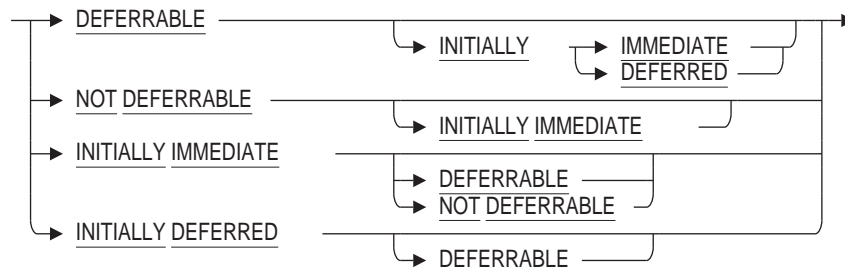 DEFERRABLE
INITIALLY IMMEDIATE
DEFERRED
NOT DEFERRABLE
INITIALLY IMMEDIATE
INITIALLY IMMEDIATE
DEFERRABLE
NOT DEFERRABLE
INITIALLY DEFERRED
DEFERRABLE